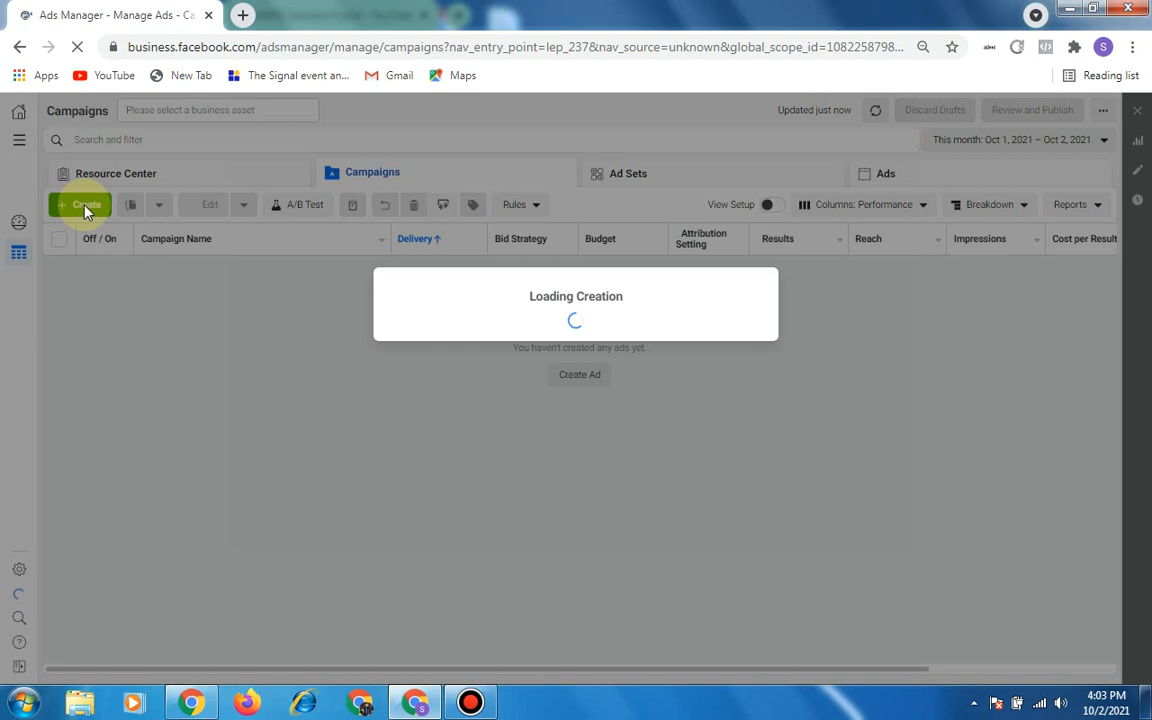 Ads Manager - Manage Ads - Ca
business.facebook.com/adsmanager/manage/campaigns?nav_entry_point=lep_237&nav_source=unknown&global_scope_id=1082258798...
S
Apps YouTube New Tab The Signal event an... Gmail Maps Reading list
Campaigns Please select a business asset Updated just now Discard Drafts Review and Publish
Search and filter This month: Oct 1, 2021 – Oct 2, 2021
Resource Center Campaigns Ad Sets Ads
+ Create Edit A/B Test Rules View Setup Columns: Performance Breakdown Reports
Off / On Campaign Name Delivery↑ Bid Strategy Budget Attribution Setting Results Reach Impressions Cost per Result
Loading Creation
You haven't created any ads yet.
Create Ad
4:03 PM
10/2/2021